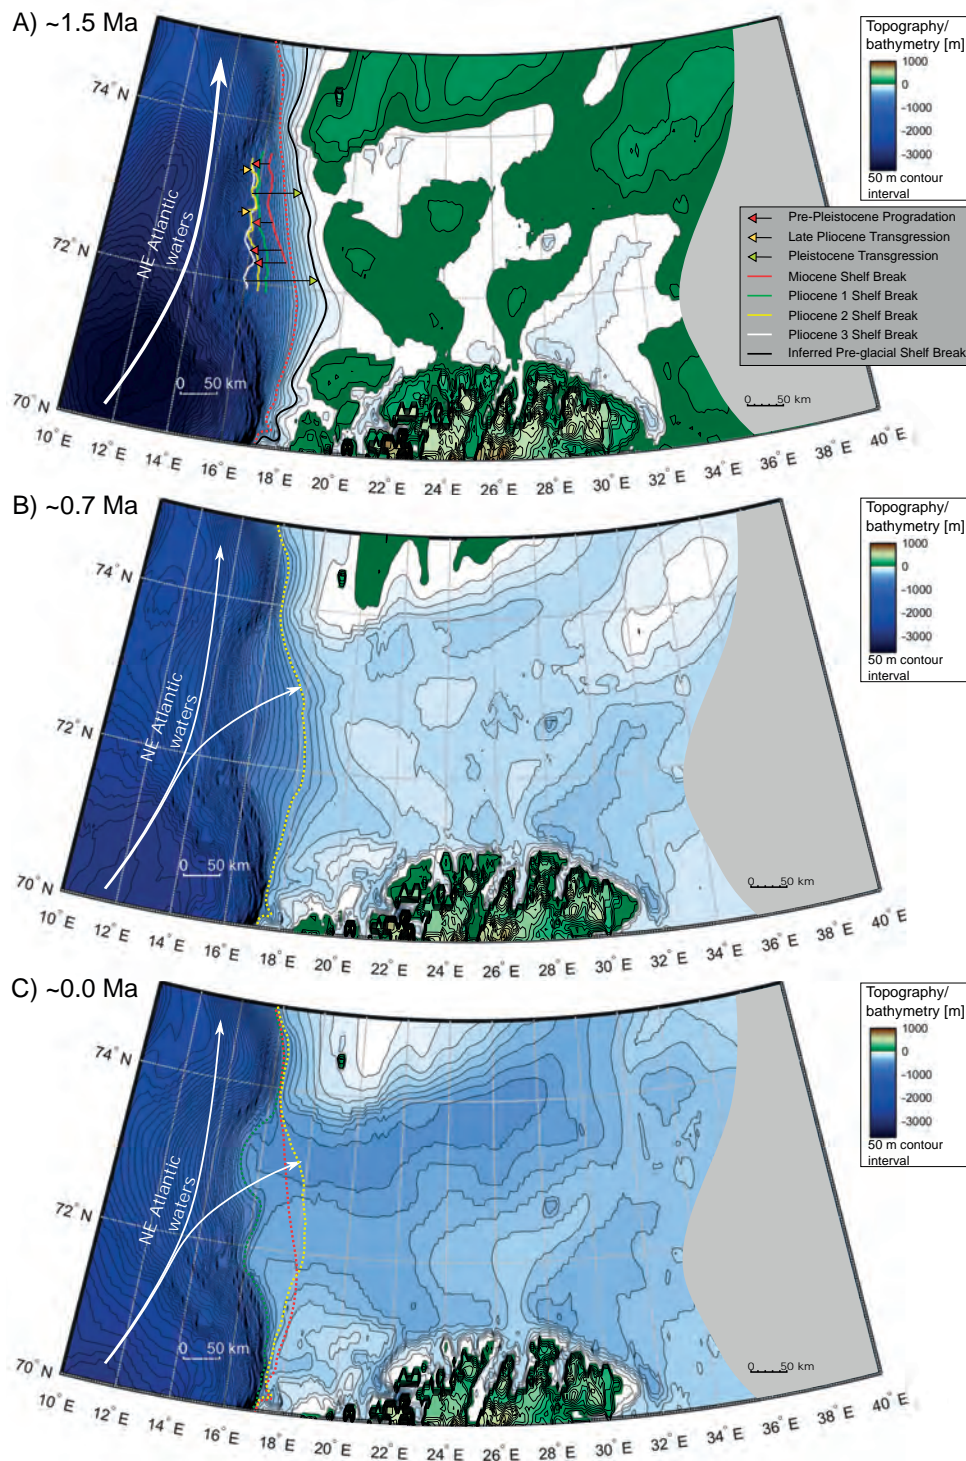 A) ~1.5 Ma
Topography/
bathymetry [m]
1000
0
-1000
-2000
-3000
50 m contour
interval
74° N
72° N
70° N
NE Atlantic
waters
0 50 km
0 50 km
Pre-Pleistocene Progradation
Late Pliocene Transgression
Pleistocene Transgression
Miocene Shelf Break
Pliocene 1 Shelf Break
Pliocene 2 Shelf Break
Pliocene 3 Shelf Break
Inferred Pre-glacial Shelf Break
10° E 12° E 14° E 16° E 18° E 20° E 22° E 24° E 26° E 28° E 30° E 32° E 34° E 36° E 38° E 40° E
B) ~0.7 Ma
Topography/
bathymetry [m]
1000
0
-1000
-2000
-3000
50 m contour
interval
74° N
72° N
70° N
NE Atlantic
waters
0 50 km
0 50 km
10° E 12° E 14° E 16° E 18° E 20° E 22° E 24° E 26° E 28° E 30° E 32° E 34° E 36° E 38° E 40° E
C) ~0.0 Ma
Topography/
bathymetry [m]
1000
0
-1000
-2000
-3000
50 m contour
interval
74° N
72° N
70° N
NE Atlantic
waters
0 50 km
0 50 km
10° E 12° E 14° E 16° E 18° E 20° E 22° E 24° E 26° E 28° E 30° E 32° E 34° E 36° E 38° E 40° E